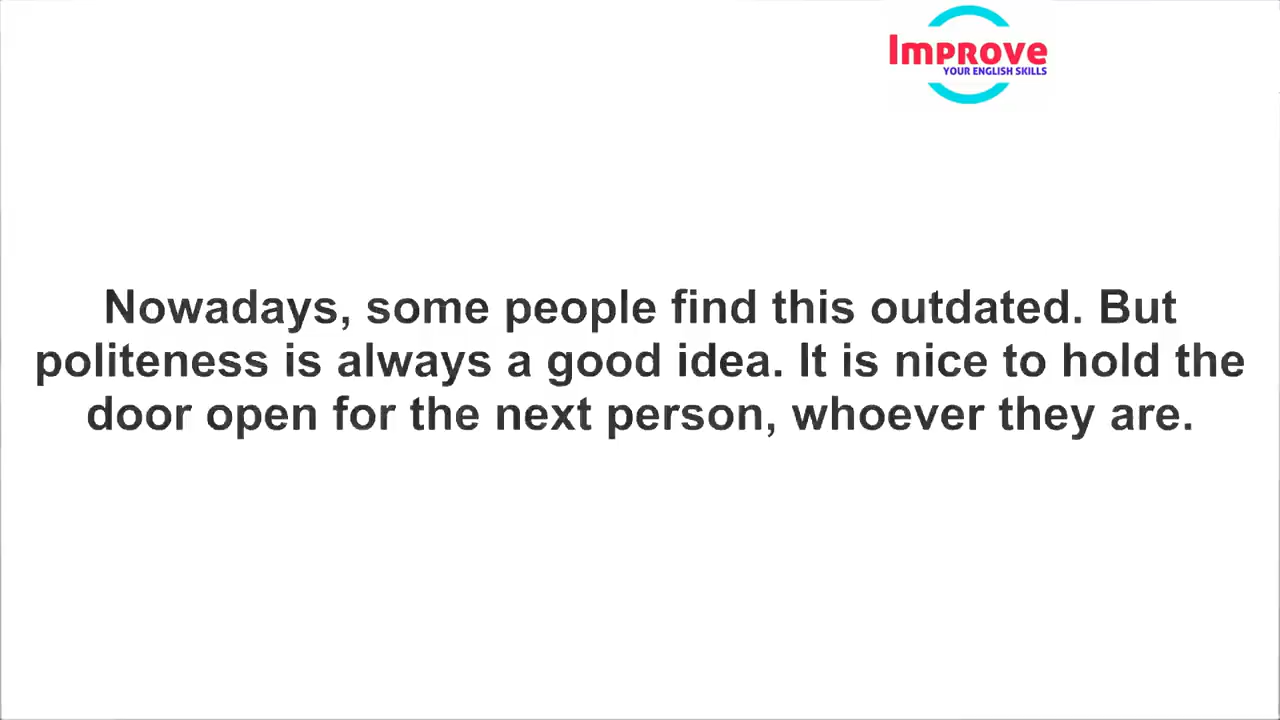 Improve
YOUR ENGLISH SKILLS
Nowadays, some people find this outdated. But
politeness is always a good idea. It is nice to hold the
door open for the next person, whoever they are.